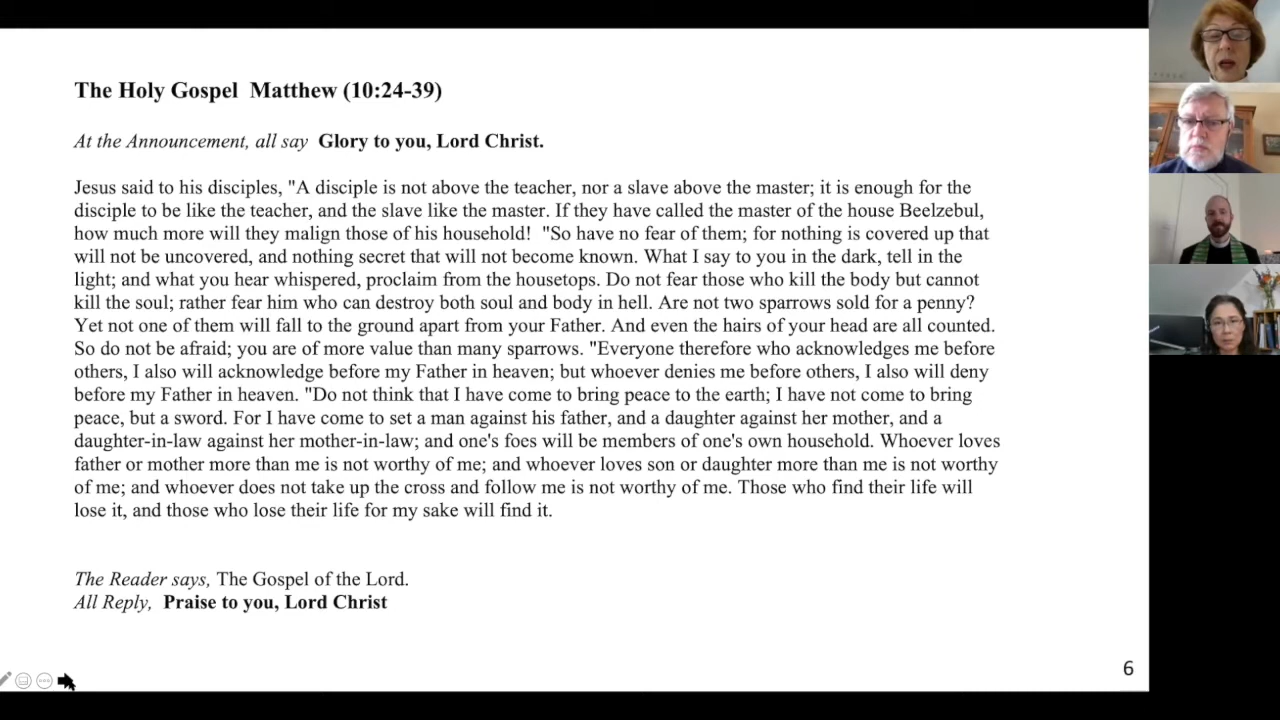 The Holy Gospel  Matthew (10:24-39)
At the Announcement, all say  Glory to you, Lord Christ.
Jesus said to his disciples, "A disciple is not above the teacher, nor a slave above the master; it is enough for the
disciple to be like the teacher, and the slave like the master. If they have called the master of the house Beelzebul,
how much more will they malign those of his household!  "So have no fear of them; for nothing is covered up that
will not be uncovered, and nothing secret that will not become known. What I say to you in the dark, tell in the
light; and what you hear whispered, proclaim from the housetops. Do not fear those who kill the body but cannot
kill the soul; rather fear him who can destroy both soul and body in hell. Are not two sparrows sold for a penny?
Yet not one of them will fall to the ground apart from your Father. And even the hairs of your head are all counted.
So do not be afraid; you are of more value than many sparrows. "Everyone therefore who acknowledges me before
others, I also will acknowledge before my Father in heaven; but whoever denies me before others, I also will deny
before my Father in heaven. "Do not think that I have come to bring peace to the earth; I have not come to bring
peace, but a sword. For I have come to set a man against his father, and a daughter against her mother, and a
daughter-in-law against her mother-in-law; and one's foes will be members of one's own household. Whoever loves
father or mother more than me is not worthy of me; and whoever loves son or daughter more than me is not worthy
of me; and whoever does not take up the cross and follow me is not worthy of me. Those who find their life will
lose it, and those who lose their life for my sake will find it.
The Reader says, The Gospel of the Lord.
All Reply,  Praise to you, Lord Christ
6